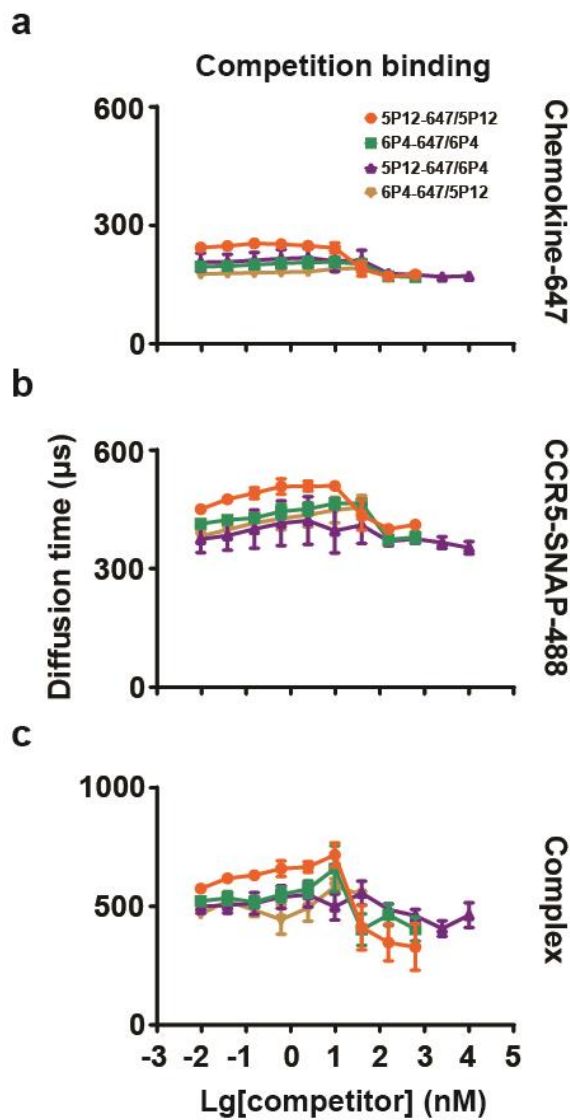 a
Competition binding
600
300
0
5P12-647/5P12
6P4-647/6P4
5P12-647/6P4
6P4-647/5P12
Chemokine-647
b
600
300
0
Diffusion time (µs)
CCR5-SNAP-488
c
1000
500
0
Complex
-3 -2 -1 0 1 2 3 4 5
Lg[competitor] (nM)